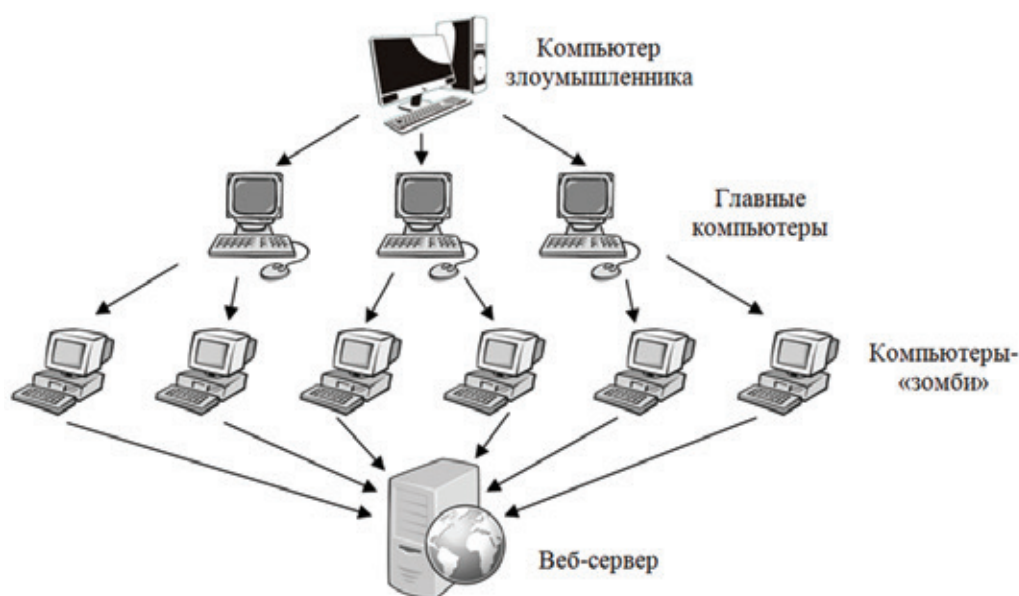 Компьютер
злоумышленника
Главные
компьютеры
Компьютеры-
«зомби»
Веб-сервер